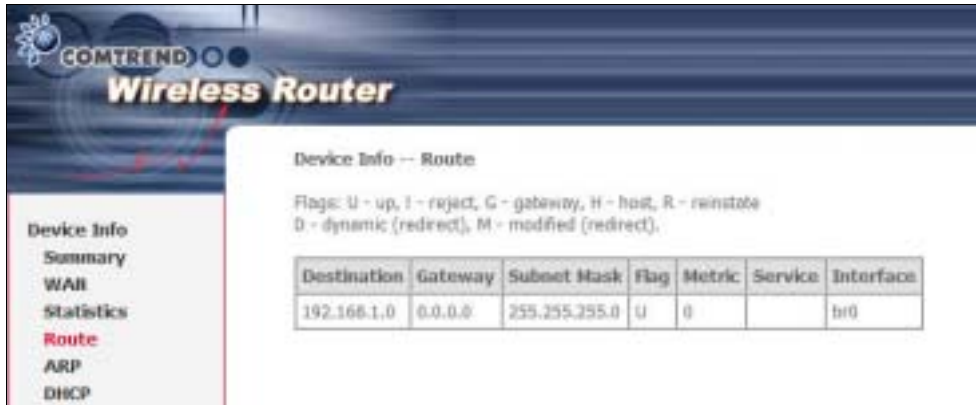 COMTREND
Wireless Router
Device Info -- Route
Flags: U - up, ! - reject, G - gateway, H - host, R - reinstate
D - dynamic (redirect), M - modified (redirect).
Device Info
Summary
WAN
Statistics
Route
ARP
DHCP
Destination Gateway Subnet Mask Flag Metric Service Interface
192.168.1.0 0.0.0.0 255.255.255.0 U 0 br0